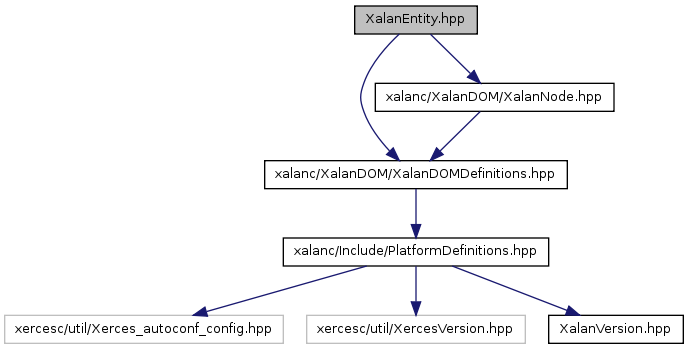 XalanEntity.hpp
xalanc/XalanDOM/XalanNode.hpp
xalanc/XalanDOM/XalanDOMDefinitions.hpp
xalanc/Include/PlatformDefinitions.hpp
xercesc/util/Xerces_autoconf_config.hpp
xercesc/util/XercesVersion.hpp
XalanVersion.hpp